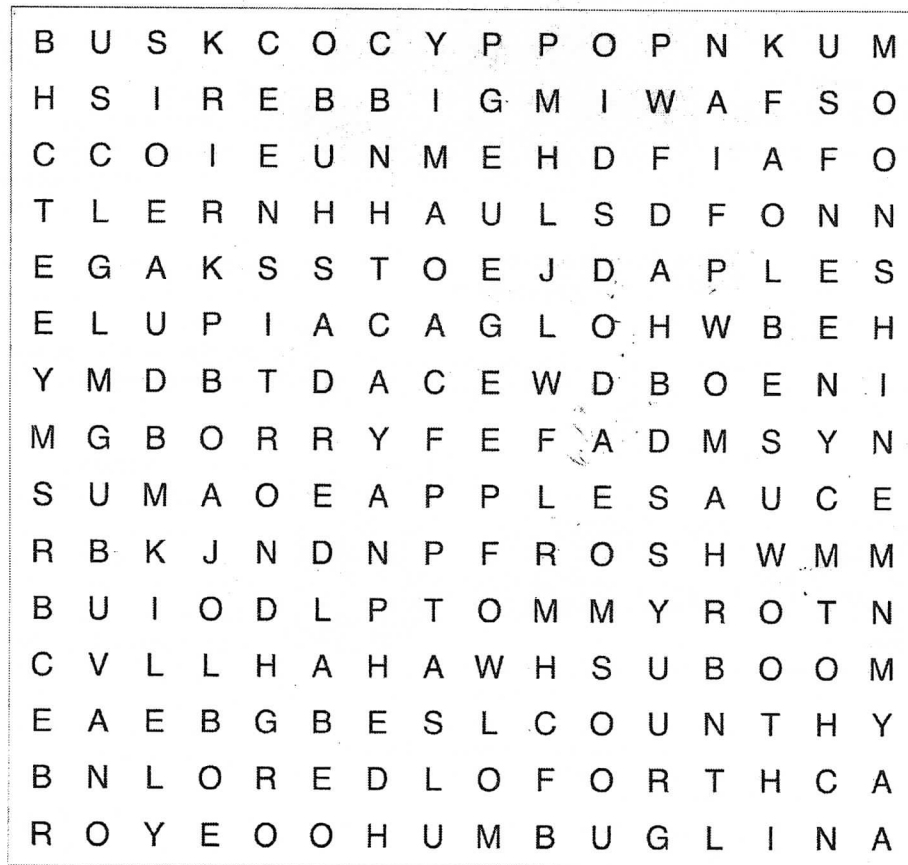 B U S K C O C Y P P O P N K U M
H S I R E B B I G M I W A F S O
C C O I E U N M E H D F I A F O
T L E R N H H A U L S D F O N N
E G A K S S T O E J D A P L E S
E L U P I A C A G L O H W B E H
Y M D B T D A C E W D B O E N I
M G B O R R Y F E F A D M S Y N
S U M A O E A P P L E S A U C E
R B K J N D N P F R O S H W M M
B U I O D L P T O M M Y R O T N
C V L L H A H A W H S U B O O M
E A E B G B E S L C O U N T H Y
B N L O R E D L O F O R T H C A
R O Y E O O H U M B U G L I N A